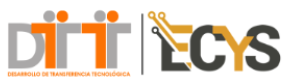 DTT
ECYS
DESARROLLO DE TRANSFERENCIA TECNOLÓGICA